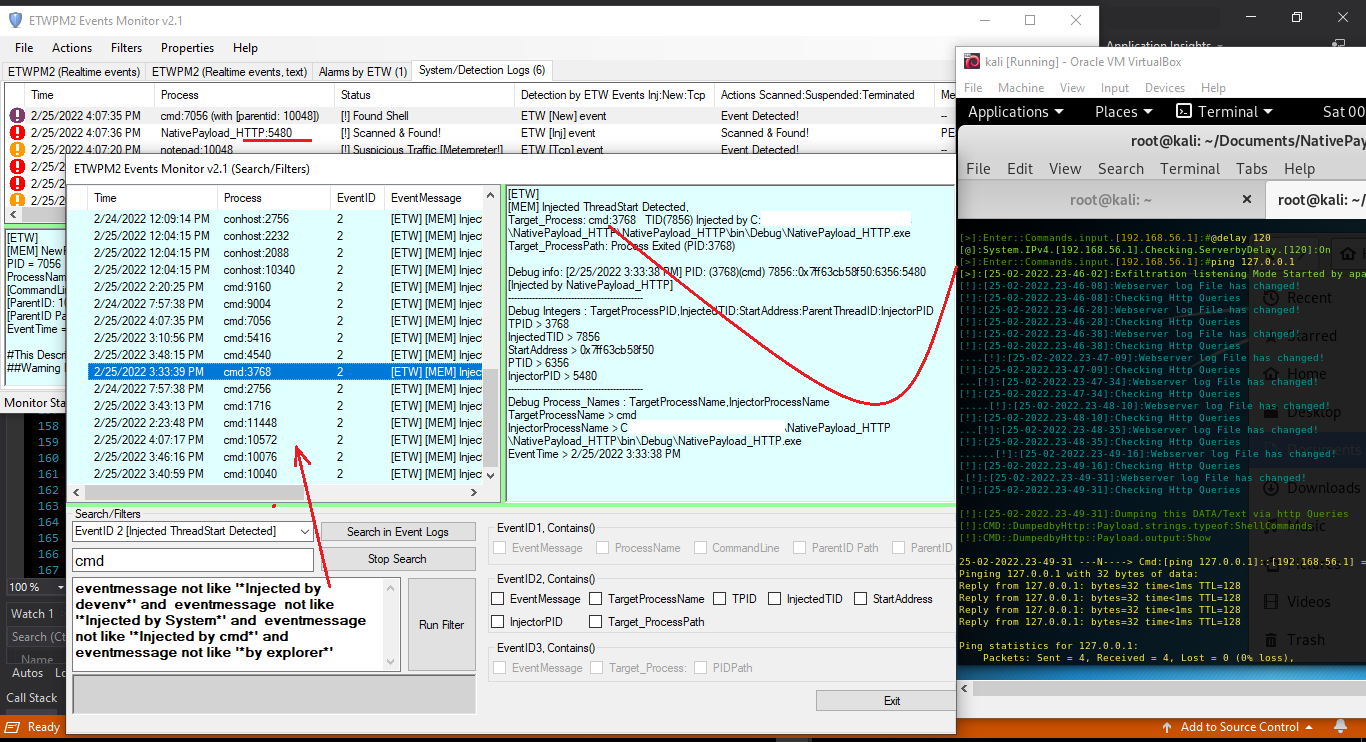 ETWPM2 Events Monitor v2.1
File Actions Filters Properties Help
ETWPM2 (Realtime events) ETWPM2 (Realtime events, text) Alarms by ETW (1) System/Detection Logs (6)
Time Process Status Detection by ETW Events Inj:New:Tcp Actions Scanned:Suspended:Terminated Me
2/25/2022 4:07:35 PM cmd:7056 (with [parentid: 10048]) [!] Found Shell ETW [New] event Event Detected! --
2/25/2022 4:07:36 PM NativePayload_HTTP:5480 [!] Scanned & Found! ETW [Inj] event Scanned & Found! PE
2/25/2022 4:07:20 PM notepad:10048 [!] Suspicious Traffic [Meterpreter!] ETW [Tcp] event Event Detected! --
2/25/2
2/25/2
2/25/2
[ETW]
[MEM] NewP
PID = 7056
ProcessName
[CommandLin
[ParentID: 10
[ParentID Pa
EventTime =
#This Descri
##Warning I
Monitor Sta
ETWPM2 Events Monitor v2.1 (Search/Filters)
Time Process EventID EventMessage
2/24/2022 12:09:14 PM conhost:2756 2 [ETW] [MEM] Injec
2/25/2022 12:04:15 PM conhost:2232 2 [ETW] [MEM] Injec
2/25/2022 12:04:15 PM conhost:2088 2 [ETW] [MEM] Injec
2/25/2022 12:04:15 PM conhost:10340 2 [ETW] [MEM] Injec
2/25/2022 2:20:25 PM cmd:9160 2 [ETW] [MEM] Injec
2/24/2022 7:57:38 PM cmd:9004 2 [ETW] [MEM] Injec
2/25/2022 4:07:35 PM cmd:7056 2 [ETW] [MEM] Injec
2/25/2022 3:10:56 PM cmd:5416 2 [ETW] [MEM] Injec
2/25/2022 3:48:15 PM cmd:4540 2 [ETW] [MEM] Injec
2/25/2022 3:33:39 PM cmd:3768 2 [ETW] [MEM] Injec
2/24/2022 7:57:38 PM cmd:2756 2 [ETW] [MEM] Injec
2/25/2022 3:43:13 PM cmd:1716 2 [ETW] [MEM] Injec
2/25/2022 2:23:48 PM cmd:11448 2 [ETW] [MEM] Injec
2/25/2022 4:07:17 PM cmd:10572 2 [ETW] [MEM] Injec
2/25/2022 3:46:16 PM cmd:10076 2 [ETW] [MEM] Injec
2/25/2022 3:40:59 PM cmd:10040 2 [ETW] [MEM] Injec
[ETW]
[MEM] Injected ThreadStart Detected,
Target_Process: cmd:3768 TID(7856) Injected by C:
\NativePayload_HTTP\NativePayload_HTTP\bin\Debug\NativePayload_HTTP.exe
Target_ProcessPath: Process Exited (PID:3768)
Debug info: [2/25/2022 3:33:38 PM] PID: (3768)(cmd) 7856::0x7ff63cb58f50:6356:5480
[Injected by NativePayload_HTTP]
Debug Integers : TargetProcessPID,InjectedTID:StartAddress:ParentThreadID:InjectorPID
TPID > 3768
InjectedTID > 7856
StartAddress > 0x7ff63cb58f50
PTID > 6356
InjectorPID > 5480
Debug Process_Names : TargetProcessName,InjectorProcessName
TargetProcessName > cmd
InjectorProcessName > C \NativePayload_HTTP
\NativePayload_HTTP\bin\Debug\NativePayload_HTTP.exe
EventTime > 2/25/2022 3:33:38 PM
Search/Filters
EventID 2 [Injected ThreadStart Detected] Search in Event Logs
cmd Stop Search
eventmessage not like '*Injected by
devenv*' and eventmessage not like
'*Injected by System*' and eventmessage
not like '*Injected by cmd*' and
eventmessage not like '*by explorer*'
Run Filter
EventID1, Contains()
EventMessage ProcessName CommandLine ParentID Path ParentID
EventID2, Contains()
EventMessage TargetProcessName TPID InjectedTID StartAddress
InjectorPID Target_ProcessPath
EventID3, Contains()
EventMessage Target_Process: PIDPath
Exit
158
159
160
161
162
163
164
165
166
167
100 %
Watch 1
Search (Ct
Name
Autos Lo
Call Stack
Ready
Add to Source Control
Application Insights
kali [Running] - Oracle VM VirtualBox
File Machine View Input Devices Help
Applications Places Terminal Sat 00
root@kali: ~/Documents/NativePay
File Edit View Search Terminal Tabs Help
root@kali: ~ root@kali: ~/
[>]:Enter::Commands.input.[192.168.56.1]:#@delay 120
[@]:System.IPv4.[192.168.56.1].Checking.ServerbyDelay.[120]:On
[>]:Enter::Commands.input.[192.168.56.1]:#ping 127.0.0.1
[>]:[25-02-2022.23-46-02]:Exfiltration listening Mode Started by apa
[!]:[25-02-2022.23-46-08]:Webserver log File has changed!
[!]:[25-02-2022.23-46-08]:Checking Http Queries
[!]:[25-02-2022.23-46-28]:Webserver log File has changed!
[!]:[25-02-2022.23-46-28]:Checking Http Queries
[!]:[25-02-2022.23-46-38]:Webserver log File has changed!
[!]:[25-02-2022.23-46-38]:Checking Http Queries
....[!]:[25-02-2022.23-47-09]:Webserver log File has changed!
[!]:[25-02-2022.23-47-09]:Checking Http Queries
...[!]:[25-02-2022.23-47-34]:Webserver log File has changed!
[!]:[25-02-2022.23-47-34]:Checking Http Queries
.....[!]:[25-02-2022.23-48-10]:Webserver log File has changed!
[!]:[25-02-2022.23-48-10]:Checking Http Queries
...[!]:[25-02-2022.23-48-35]:Webserver log File has changed!
[!]:[25-02-2022.23-48-35]:Checking Http Queries
......[!]:[25-02-2022.23-49-16]:Webserver log File has changed!
[!]:[25-02-2022.23-49-16]:Checking Http Queries
.[!]:[25-02-2022.23-49-31]:Webserver log File has changed!
[!]:[25-02-2022.23-49-31]:Checking Http Queries
[!]:[25-02-2022.23-49-31]:Dumping this DATA/Text via http Queries
[!]:CMD::DumpedbyHttp::Payload.strings.typeof:ShellCommands
[!]:CMD::DumpedbyHttp::Payload.output:Show
25-02-2022.23-49-31 ---N----> Cmd:[ping 127.0.0.1]::[192.168.56.1] =
Pinging 127.0.0.1 with 32 bytes of data:
Reply from 127.0.0.1: bytes=32 time<1ms TTL=128
Reply from 127.0.0.1: bytes=32 time<1ms TTL=128
Reply from 127.0.0.1: bytes=32 time<1ms TTL=128
Reply from 127.0.0.1: bytes=32 time<1ms TTL=128
Ping statistics for 127.0.0.1:
Packets: Sent = 4, Received = 4, Lost = 0 (0% loss),
Recent
Starred
Home
Desktop
Downloads
Music
Videos
Trash